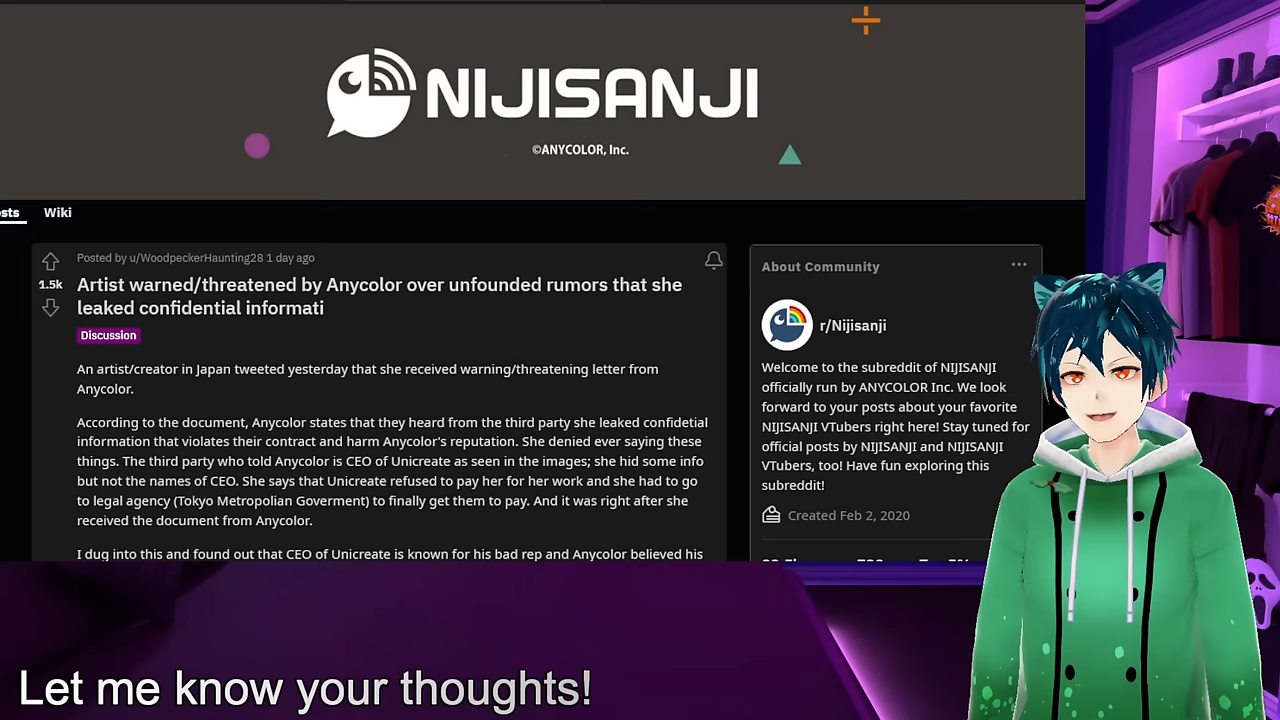 NIJISANJI
©ANYCOLOR, Inc.
sts Wiki
Posted by u/WoodpeckerHaunting28 1 day ago
1.5k
Artist warned/threatened by Anycolor over unfounded rumors that she
leaked confidential informati
Discussion
An artist/creator in Japan tweeted yesterday that she received warning/threatening letter from
Anycolor.
According to the document, Anycolor states that they heard from the third party she leaked confidetial
information that violates their contract and harm Anycolor's reputation. She denied ever saying these
things. The third party who told Anycolor is CEO of Unicreate as seen in the images; she hid some info
but not the names of CEO. She says that Unicreate refused to pay her for her work and she had to go
to legal agency (Tokyo Metropolian Goverment) to finally get them to pay. And it was right after she
received the document from Anycolor.
I dug into this and found out that CEO of Unicreate is known for his bad rep and Anycolor believed his
About Community
r/Nijisanji
Welcome to the subreddit of NIJISANJI
officially run by ANYCOLOR Inc. We look
forward to your posts about your favorite
NIJISANJI VTubers right here! Stay tuned for
official posts by NIJISANJI and NIJISANJI
VTubers, too! Have fun exploring this
subreddit!
Created Feb 2, 2020
Let me know your thoughts!